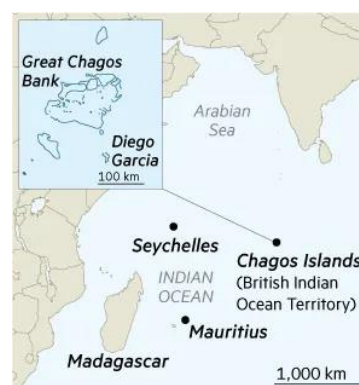 Great Chagos
Bank
Diego
Garcia
100 km
Arabian
Sea
Seychelles
Chagos Islands
(British Indian
Ocean Territory)
INDIAN
OCEAN
Mauritius
Madagascar
1,000 km